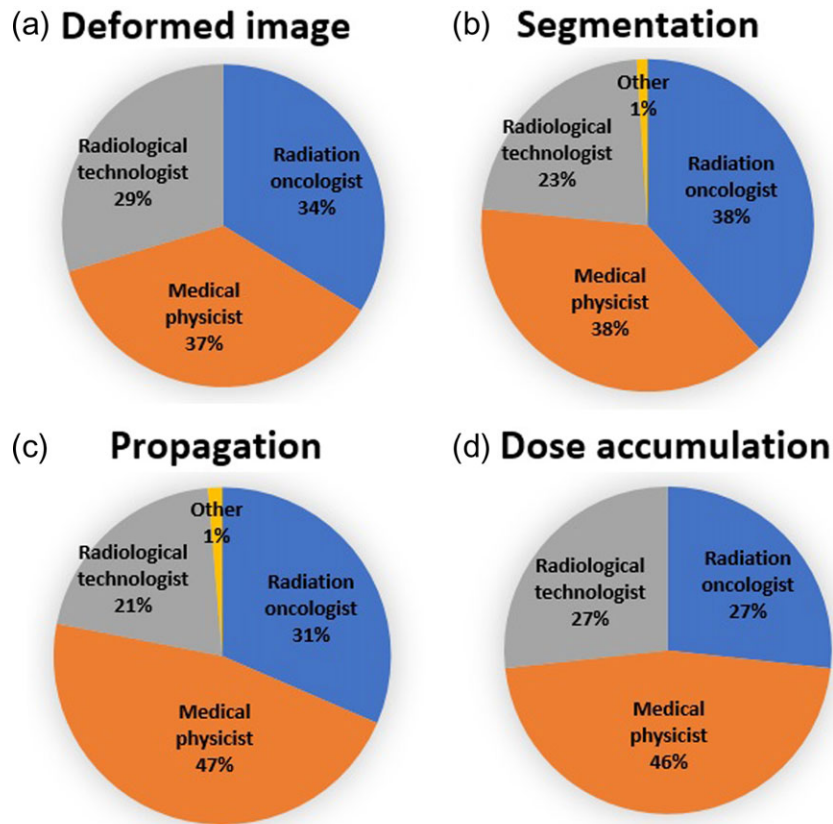 (a) Deformed image
Radiological
technologist
29%
Radiation
oncologist
34%
Medical
physicist
37%
(b) Segmentation
Other
1%
Radiological
technologist
23%
Radiation
oncologist
38%
Medical
physicist
38%
(c) Propagation
Other
1%
Radiological
technologist
21%
Radiation
oncologist
31%
Medical
physicist
47%
(d) Dose accumulation
Radiological
technologist
27%
Radiation
oncologist
27%
Medical
physicist
46%